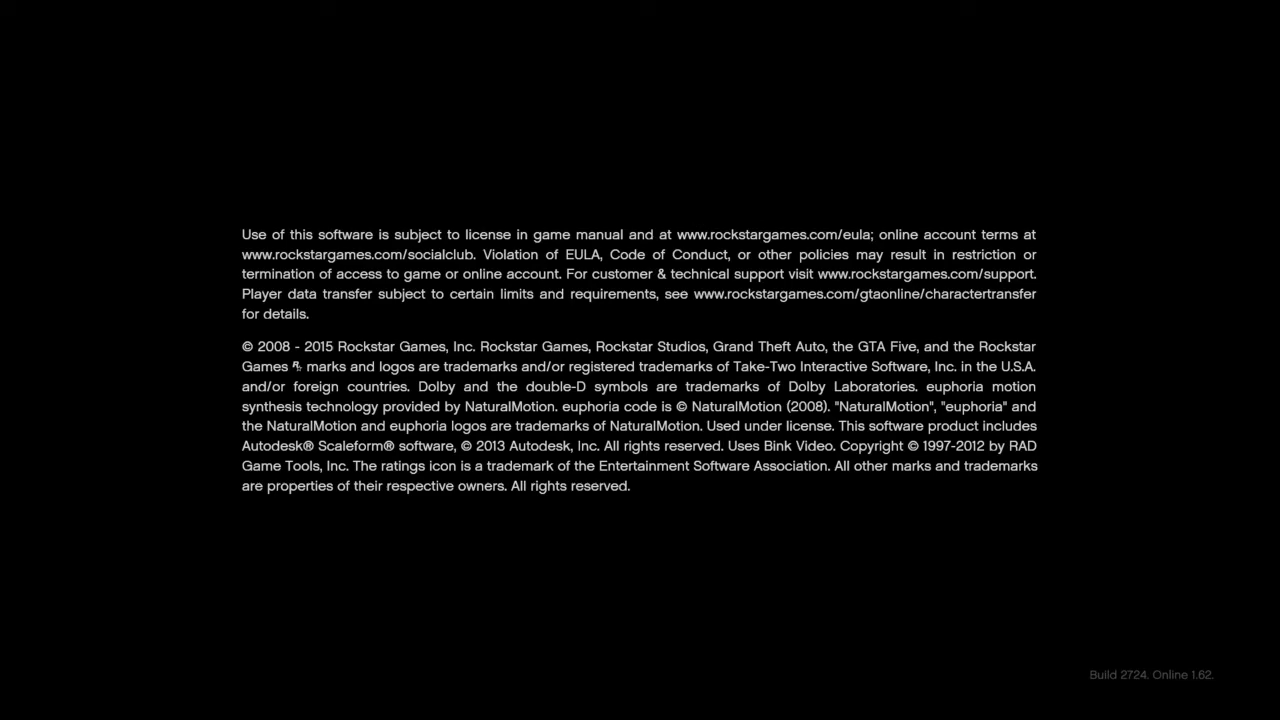 Use of this software is subject to license in game manual and at www.rockstargames.com/eula; online account terms at
www.rockstargames.com/socialclub. Violation of EULA, Code of Conduct, or other policies may result in restriction or
termination of access to game or online account. For customer & technical support visit www.rockstargames.com/support.
Player data transfer subject to certain limits and requirements, see www.rockstargames.com/gtaonline/charactertransfer
for details.
© 2008 - 2015 Rockstar Games, Inc. Rockstar Games, Rockstar Studios, Grand Theft Auto, the GTA Five, and the Rockstar
Games R* marks and logos are trademarks and/or registered trademarks of Take-Two Interactive Software, Inc. in the U.S.A.
and/or foreign countries. Dolby and the double-D symbols are trademarks of Dolby Laboratories. euphoria motion
synthesis technology provided by NaturalMotion. euphoria code is © NaturalMotion (2008). "NaturalMotion", "euphoria" and
the NaturalMotion and euphoria logos are trademarks of NaturalMotion. Used under license. This software product includes
Autodesk® Scaleform® software, © 2013 Autodesk, Inc. All rights reserved. Uses Bink Video. Copyright © 1997-2012 by RAD
Game Tools, Inc. The ratings icon is a trademark of the Entertainment Software Association. All other marks and trademarks
are properties of their respective owners. All rights reserved.
Build 2724. Online 1.62.